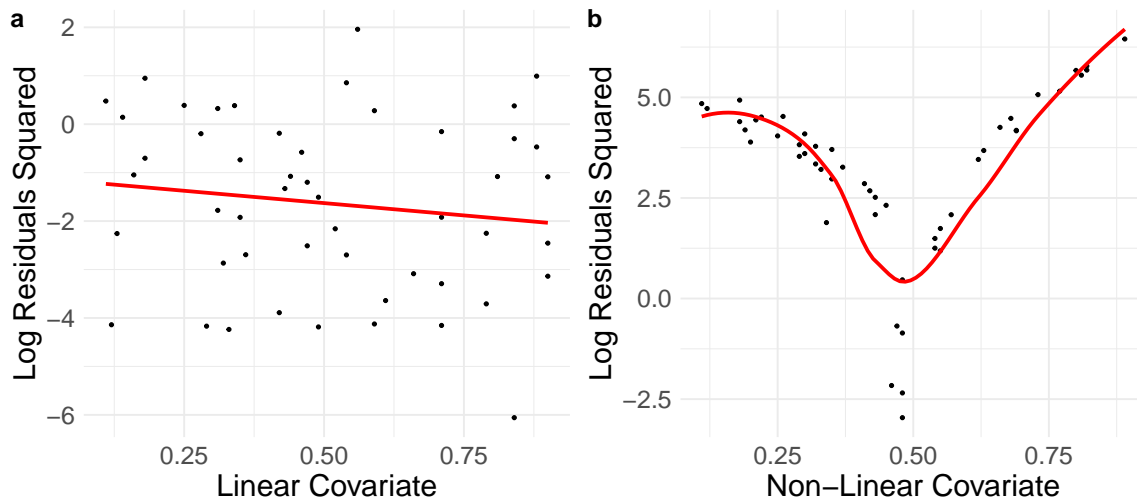 a
Log Residuals Squared
2
0
−2
−4
−6
0.25
0.50
0.75
Linear Covariate
b
Log Residuals Squared
5.0
2.5
0.0
−2.5
0.25
0.50
0.75
Non−Linear Covariate